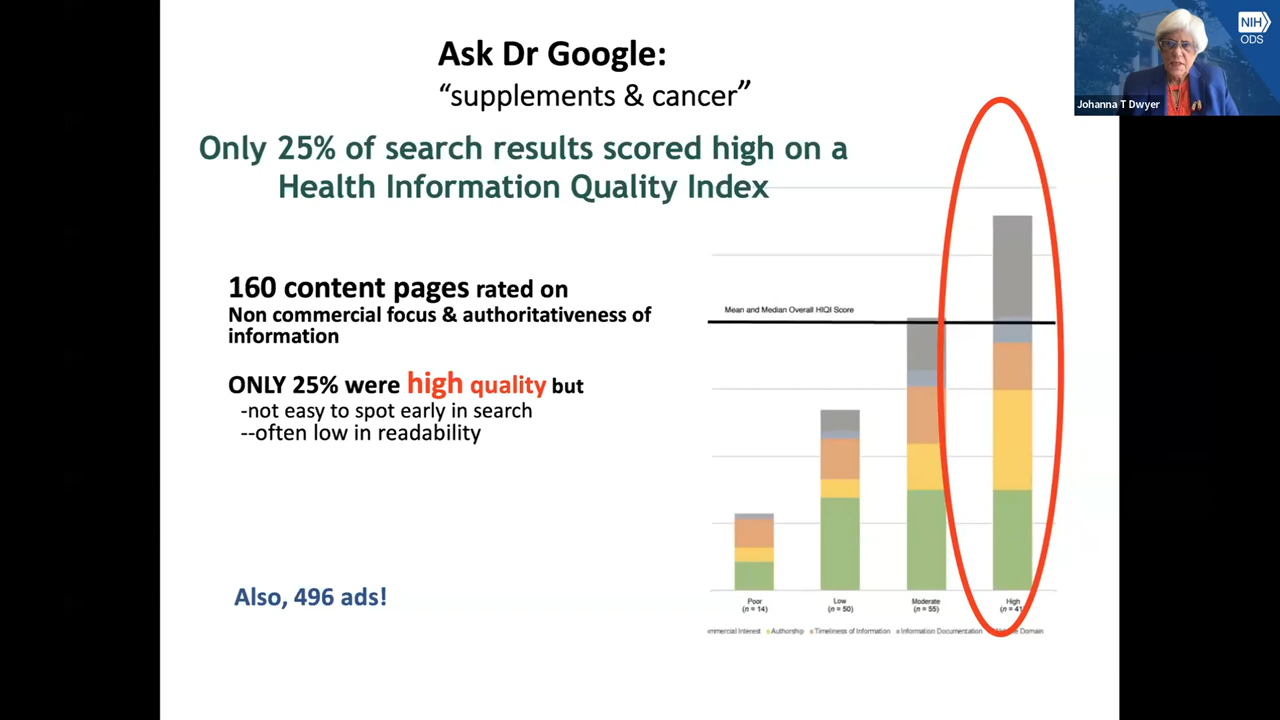 Ask Dr Google:
“supplements & cancer”
Only 25% of search results scored high on a
Health Information Quality Index
160 content pages rated on
Non commercial focus & authoritativeness of
information
ONLY 25% were high quality but
-not easy to spot early in search
--often low in readability
Also, 496 ads!
Mean and Median Overall HIQI Score
Poor
(n = 14)
Low
(n = 50)
Moderate
(n = 55)
High
(n = 41
Interest Authorship Timeliness of Information Information Documentation Domain
NIH
ODS
Johanna T Dwyer